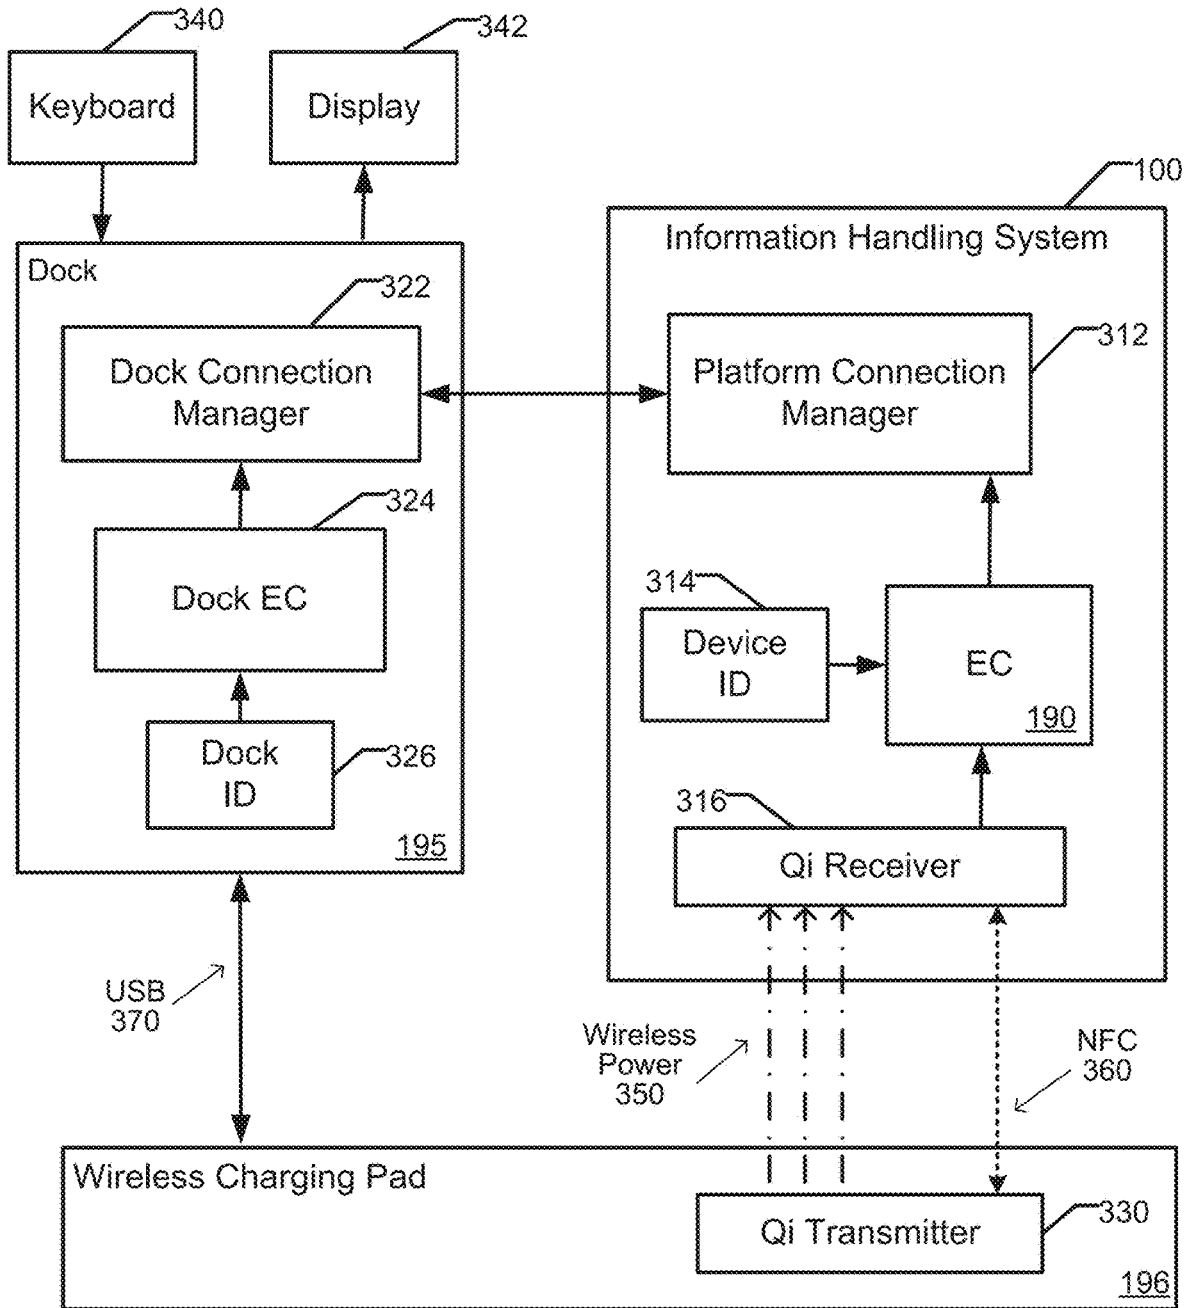 340
342
Keyboard
Display
100
Information Handling System
Dock
322
312
Dock Connection
Manager
Platform Connection
Manager
324
Dock EC
314
Device
ID
EC
190
Dock
ID
326
316
195
Qi Receiver
USB
370
Wireless
Power
350
NFC
360
Wireless Charging Pad
Qi Transmitter
330
196